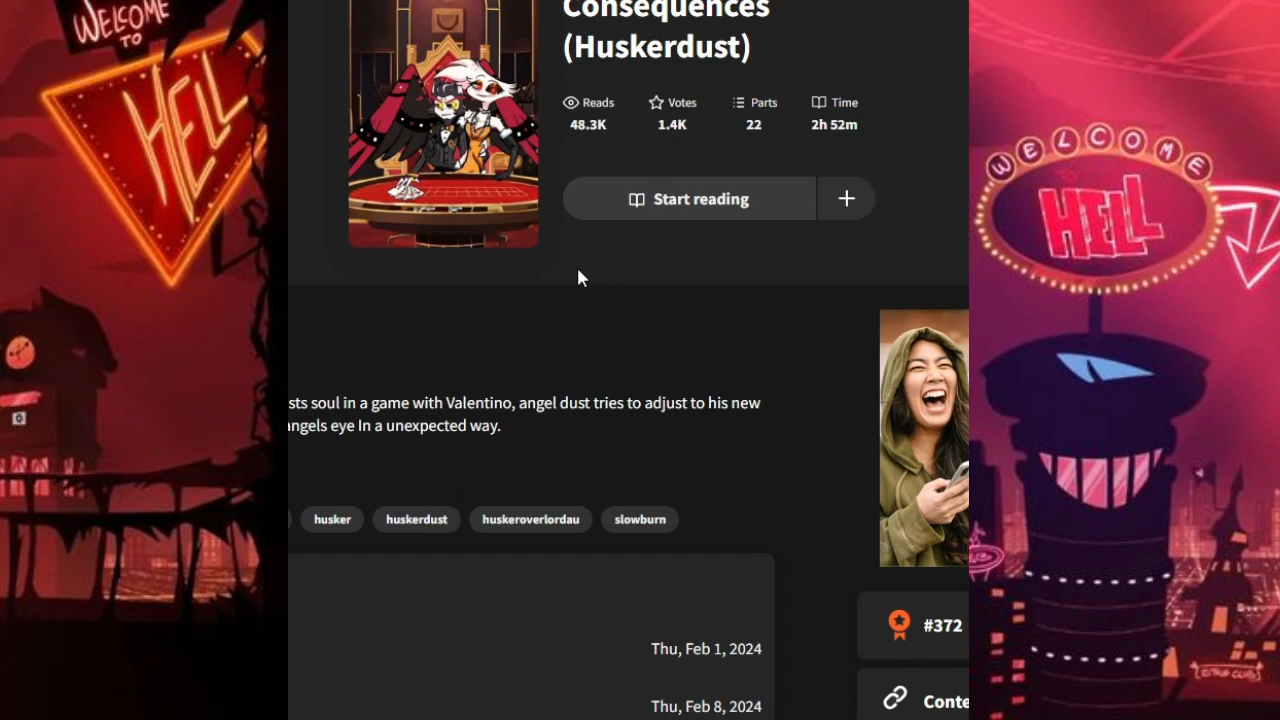 WELCOME
TO
HELL
Consequences
(Huskerdust)
Reads
48.3K
Votes
1.4K
Parts
22
Time
2h 52m
Start reading
sts soul in a game with Valentino, angel dust tries to adjust to his new
angels eye In a unexpected way.
husker
huskerdust
huskeroverlordau
slowburn
Thu, Feb 1, 2024
Thu, Feb 8, 2024
#372
Conte
WELCOME
HELL